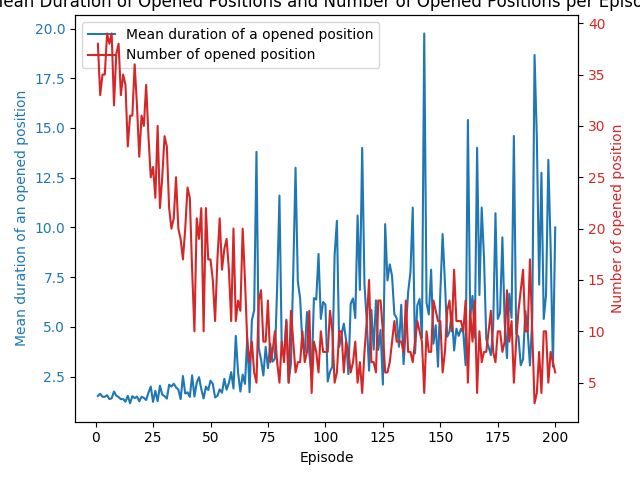 Mean Duration of Opened Positions and Number of Opened Positions per Episo
Mean duration of a opened position
Number of opened position
Mean duration of an opened position
20.0
17.5
15.0
12.5
10.0
7.5
5.0
2.5
40
35
30
25
20
15
10
5
Number of opened position
0 25 50 75 100 125 150 175 200
Episode